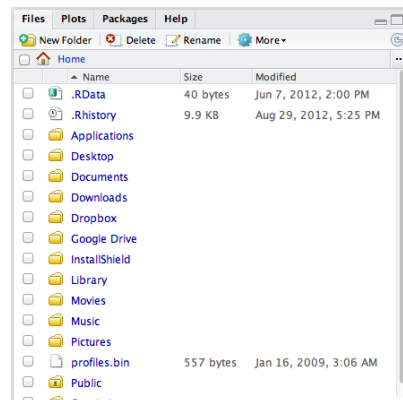 Files Plots Packages Help
New Folder Delete Rename More
Home ...
Name Size Modified
.RData 40 bytes Jun 7, 2012, 2:00 PM
.Rhistory 9.9 KB Aug 29, 2012, 5:25 PM
Applications
Desktop
Documents
Downloads
Dropbox
Google Drive
InstallShield
Library
Movies
Music
Pictures
profiles.bin 557 bytes Jan 16, 2009, 3:06 AM
Public